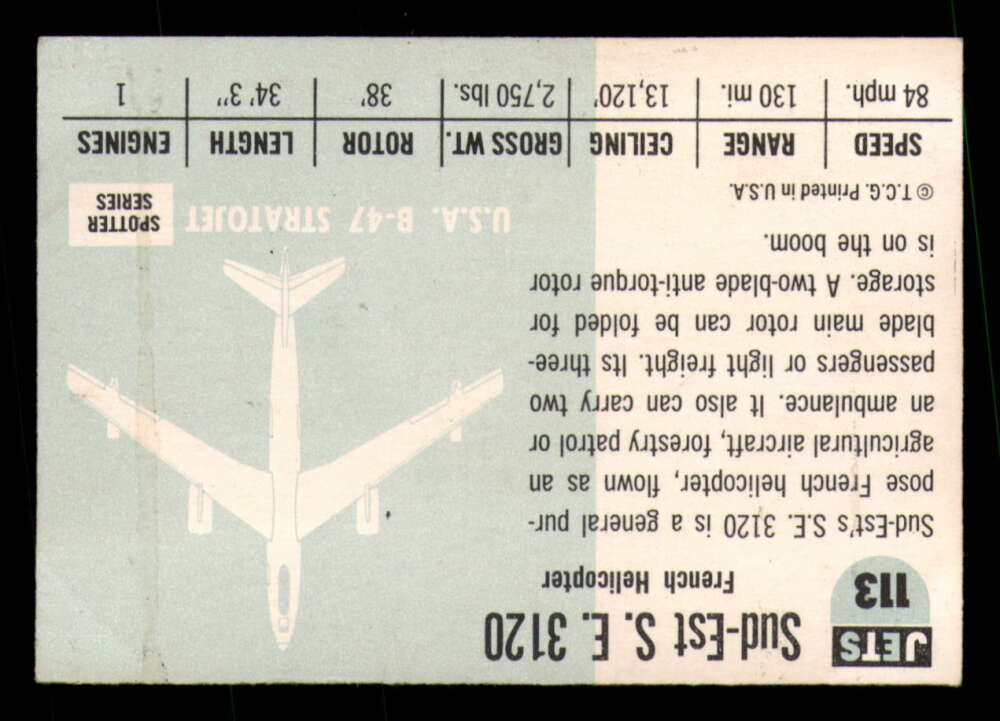 JETS
113
Sud-Est S. E. 3120
French Helicopter
Sud-Est's S.E. 3120 is a general pur-
pose French helicopter, flown as an
agricultural aircraft, forestry patrol or
an ambulance. It also can carry two
passengers or light freight. Its three-
blade main rotor can be folded for
storage. A two-blade anti-torque rotor
is on the boom.
© T.C.G. Printed in U.S.A.
U.S.A. B-47 STRATOJET
SPOTTER
SERIES
SPEED RANGE CEILING GROSS WT. ROTOR LENGTH ENGINES
84 mph. 130 mi. 13,120' 2,750 lbs. 38' 34' 3" 1